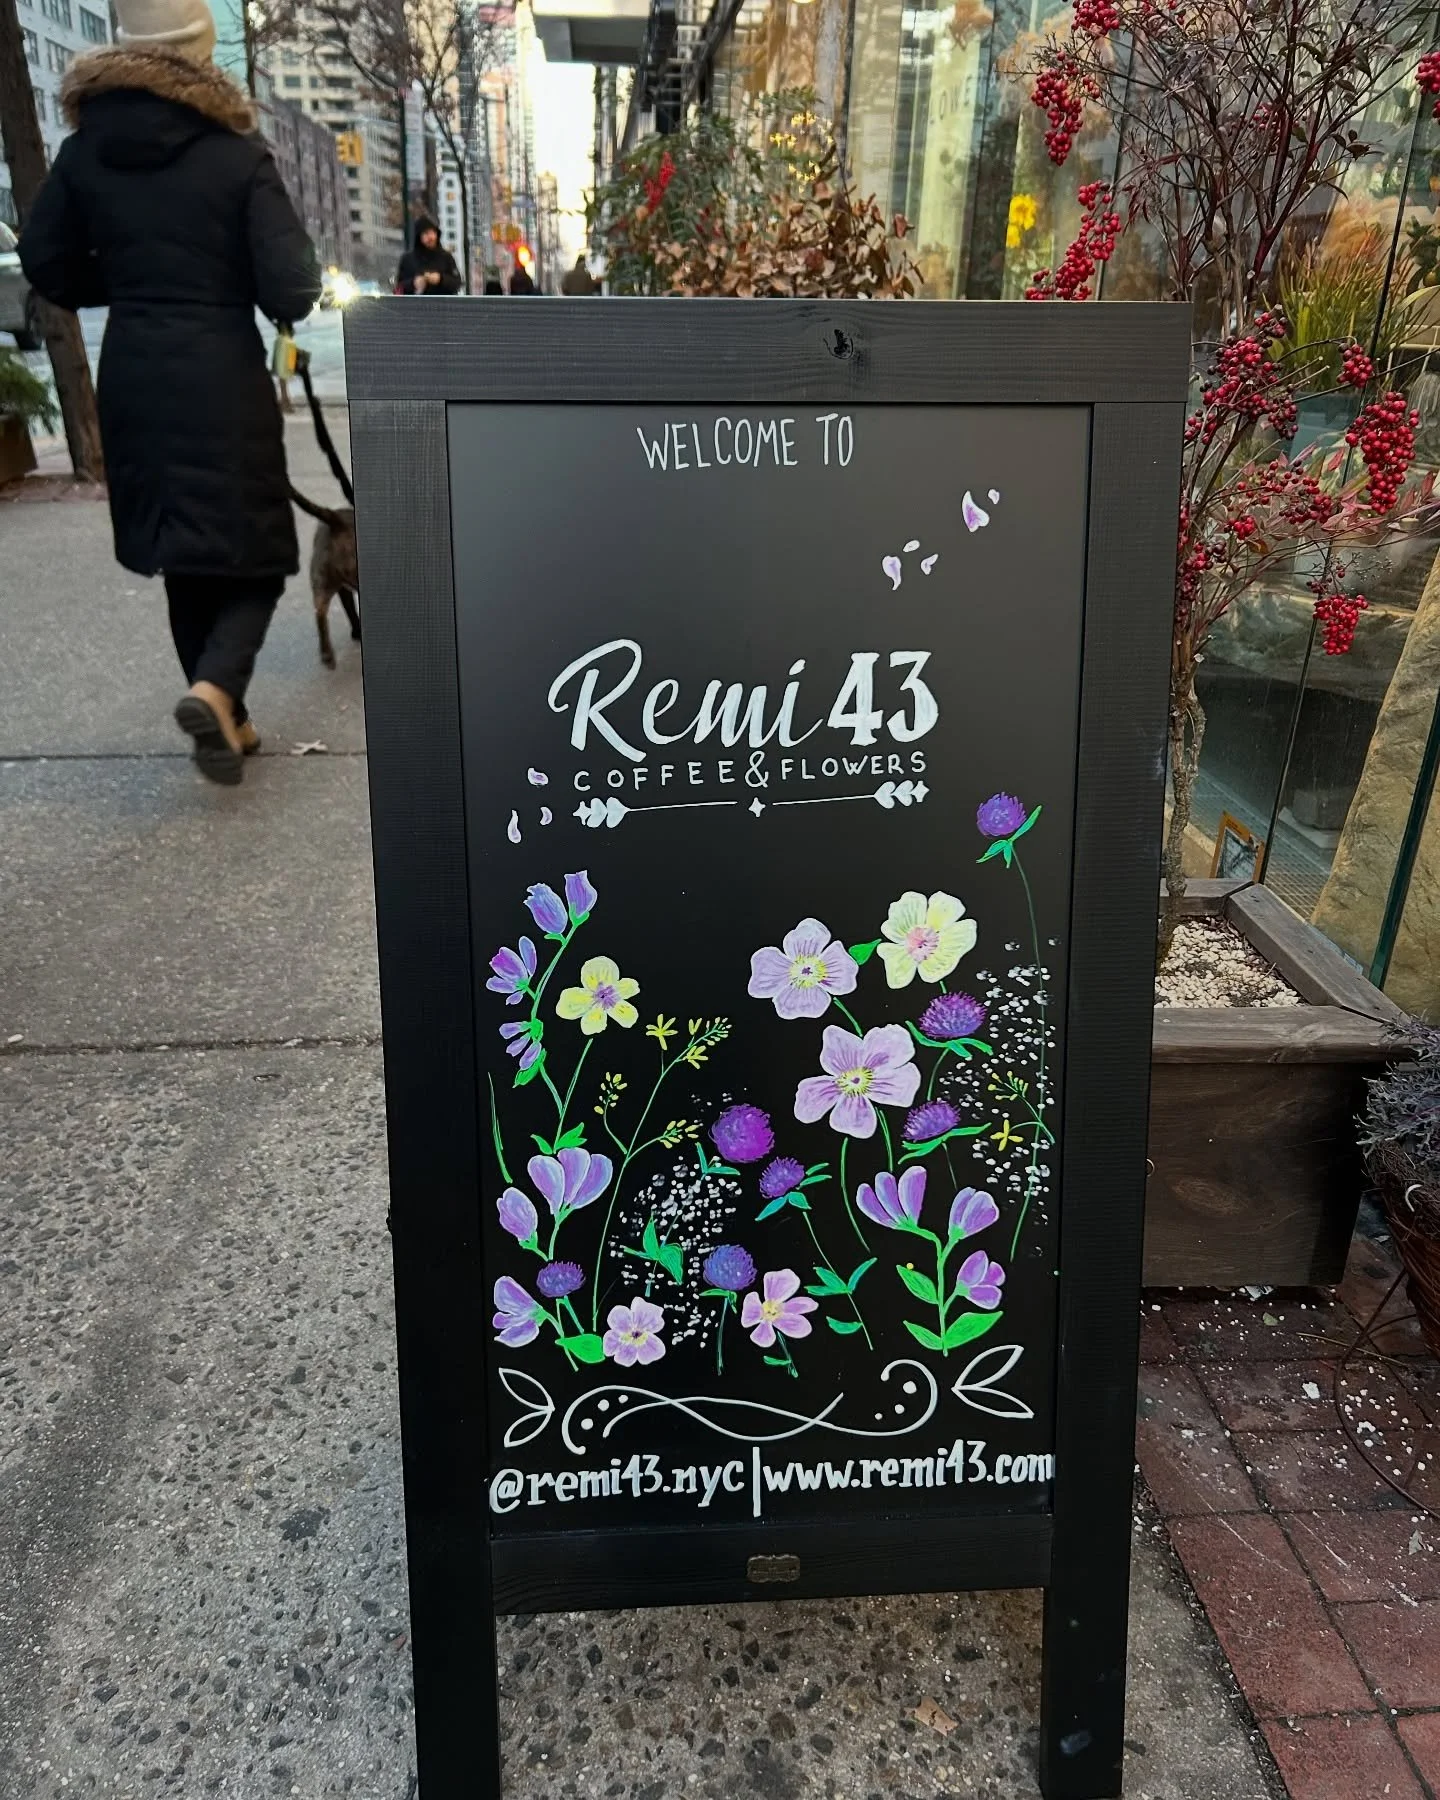 WELCOME TO
Remi 43
COFFEE & FLOWERS
@remi43.nyc | www.remi43.com